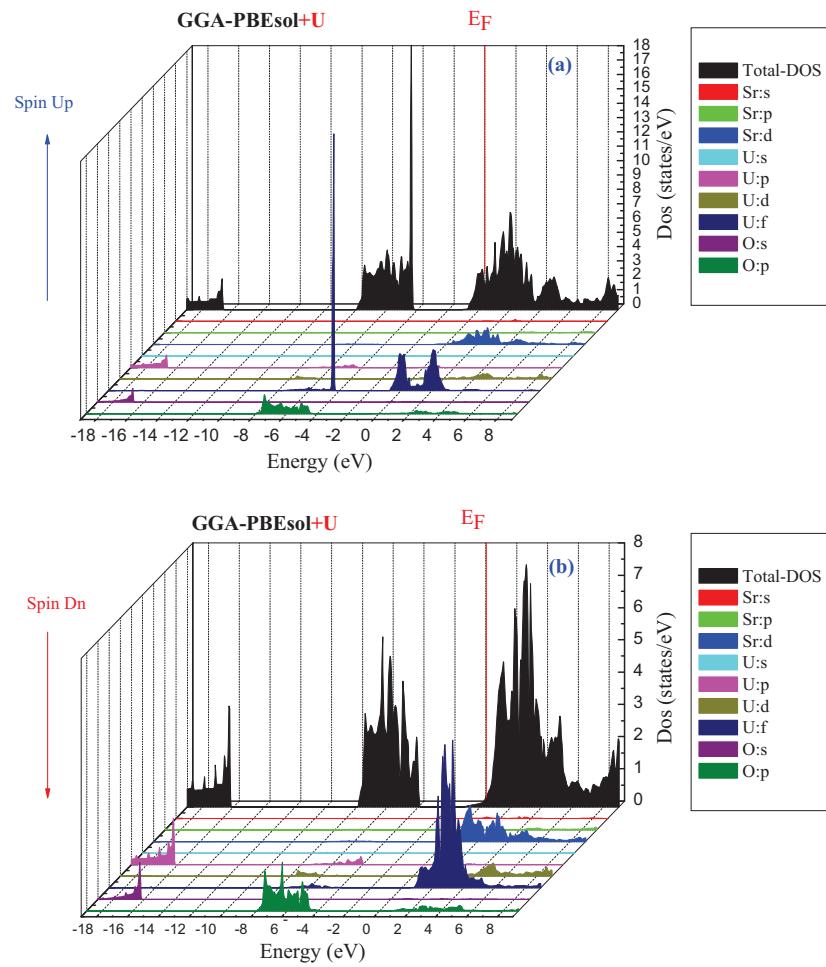 GGA-PBEsol+U
E_F
(a)
Spin Up
18
17
16
15
14
13
12
11
10
9
8
7
6
5
4
3
2
1
0
Dos (states/eV)
-18 -16 -14 -12 -10 -8 -6 -4 -2 0 2 4 6 8
Energy (eV)
Total-DOS
Sr:s
Sr:p
Sr:d
U:s
U:p
U:d
U:f
O:s
O:p
GGA-PBEsol+U
E_F
(b)
Spin Dn
8
7
6
5
4
3
2
1
0
Dos (states/eV)
-18 -16 -14 -12 -10 -8 6 -4 -2 0 2 4 6 8
Energy (eV)
Total-DOS
Sr:s
Sr:p
Sr:d
U:s
U:p
U:d
U:f
O:s
O:p